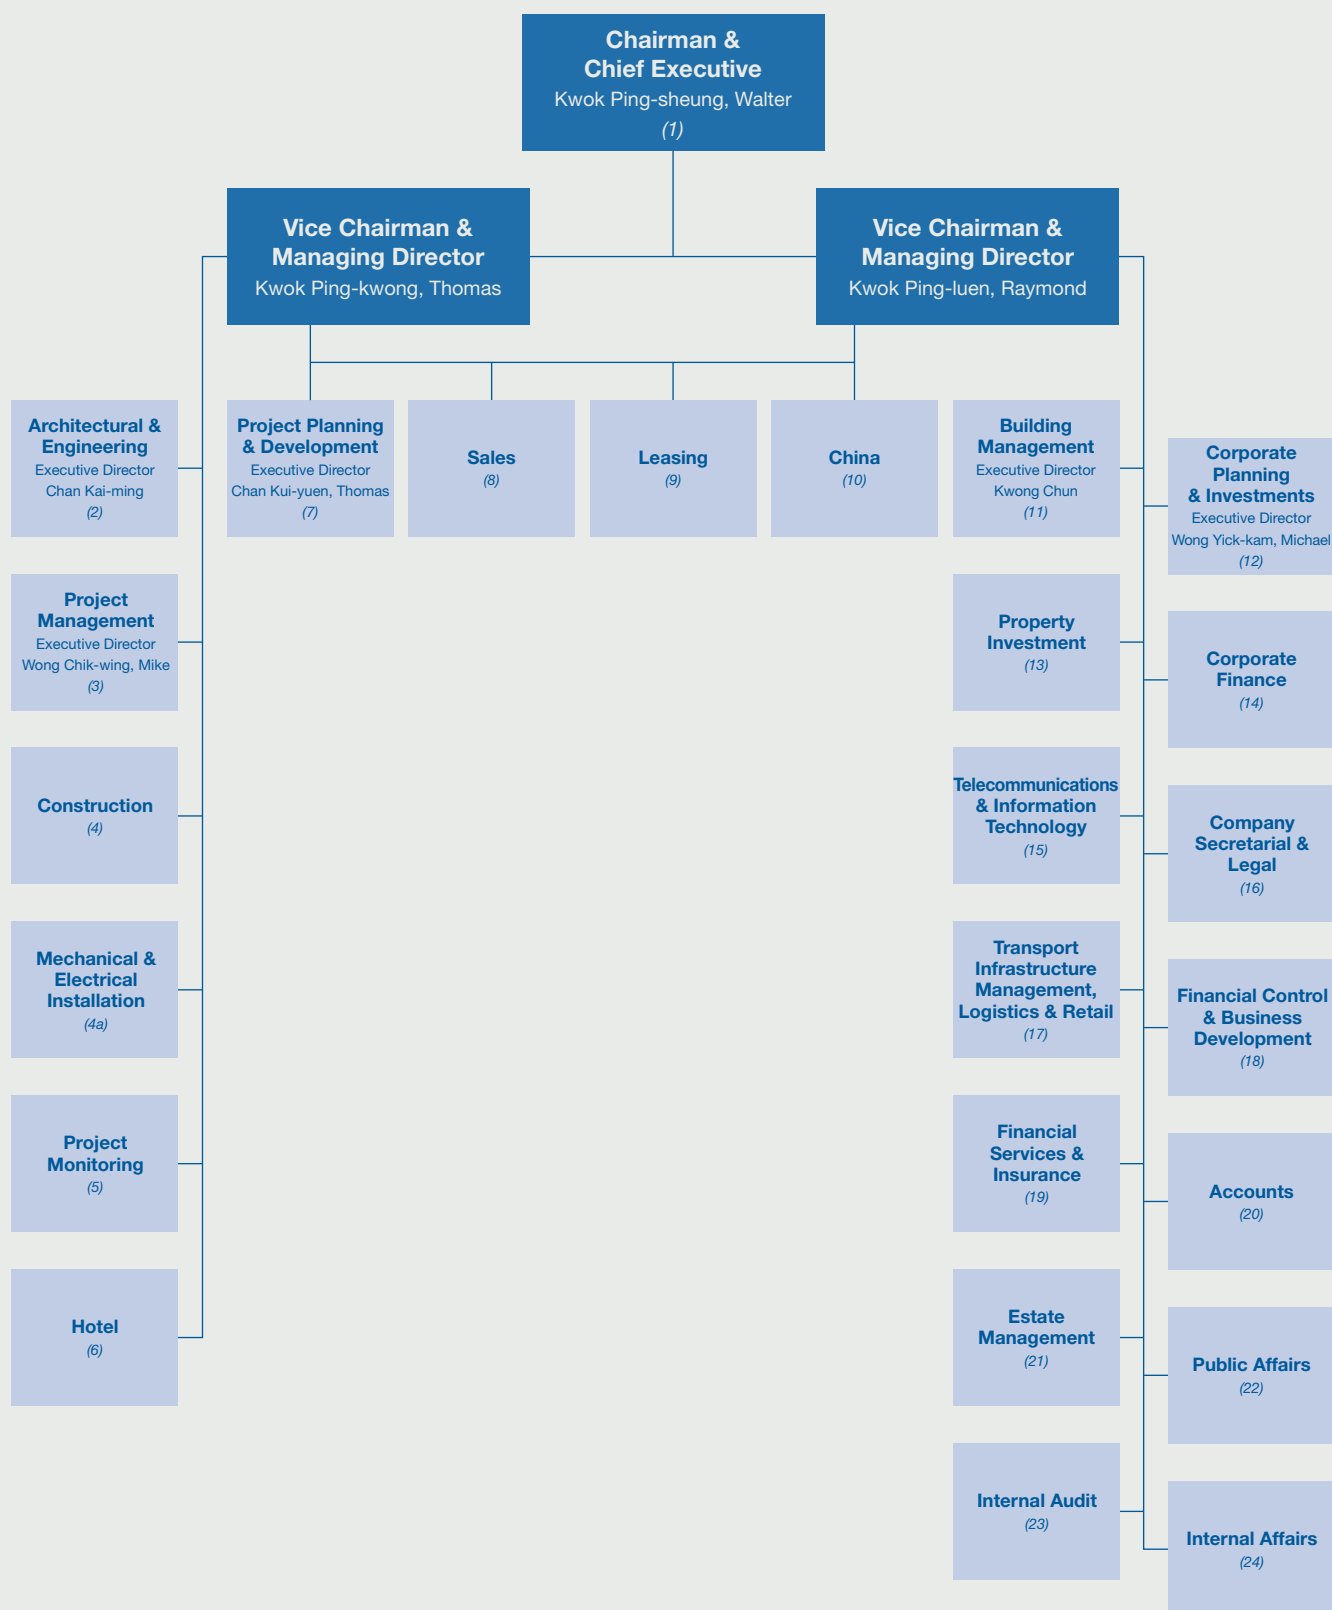 Chairman &
Chief Executive
Kwok Ping-sheung, Walter
(1)
Vice Chairman &
Managing Director
Kwok Ping-kwong, Thomas
Vice Chairman &
Managing Director
Kwok Ping-luen, Raymond
Architectural &
Engineering
Executive Director
Chan Kai-ming
(2)
Project Planning
& Development
Executive Director
Chan Kui-yuen, Thomas
(7)
Sales
(8)
Leasing
(9)
China
(10)
Building
Management
Executive Director
Kwong Chun
(11)
Corporate
Planning
& Investments
Executive Director
Wong Yick-kam, Michael
(12)
Project
Management
Executive Director
Wong Chik-wing, Mike
(3)
Property
Investment
(13)
Corporate
Finance
(14)
Construction
(4)
Telecommunications
& Information
Technology
(15)
Company
Secretarial &
Legal
(16)
Mechanical &
Electrical
Installation
(4a)
Transport
Infrastructure
Management,
Logistics & Retail
(17)
Financial Control
& Business
Development
(18)
Project
Monitoring
(5)
Financial
Services &
Insurance
(19)
Accounts
(20)
Hotel
(6)
Estate
Management
(21)
Public Affairs
(22)
Internal Audit
(23)
Internal Affairs
(24)